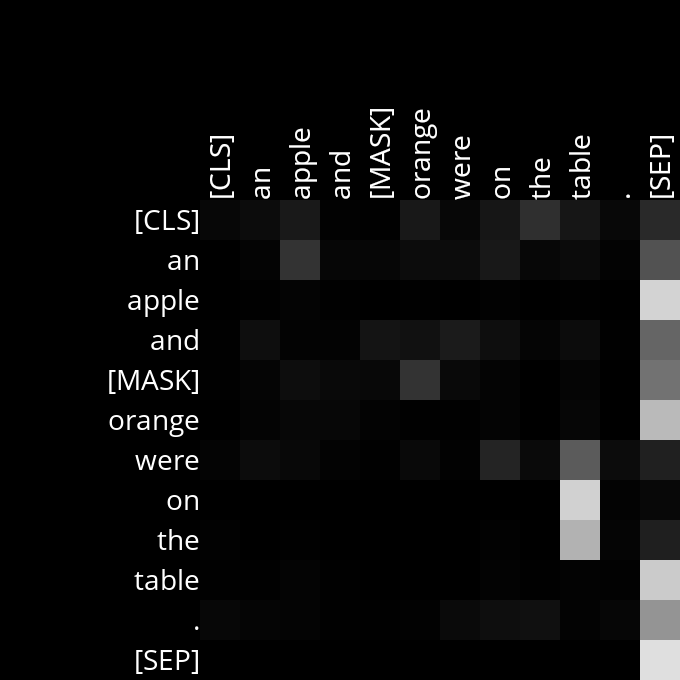 [CLS] an apple and [MASK] orange were on the table . [SEP]
[CLS]
an
apple
and
[MASK]
orange
were
on
the
table
.
[SEP]